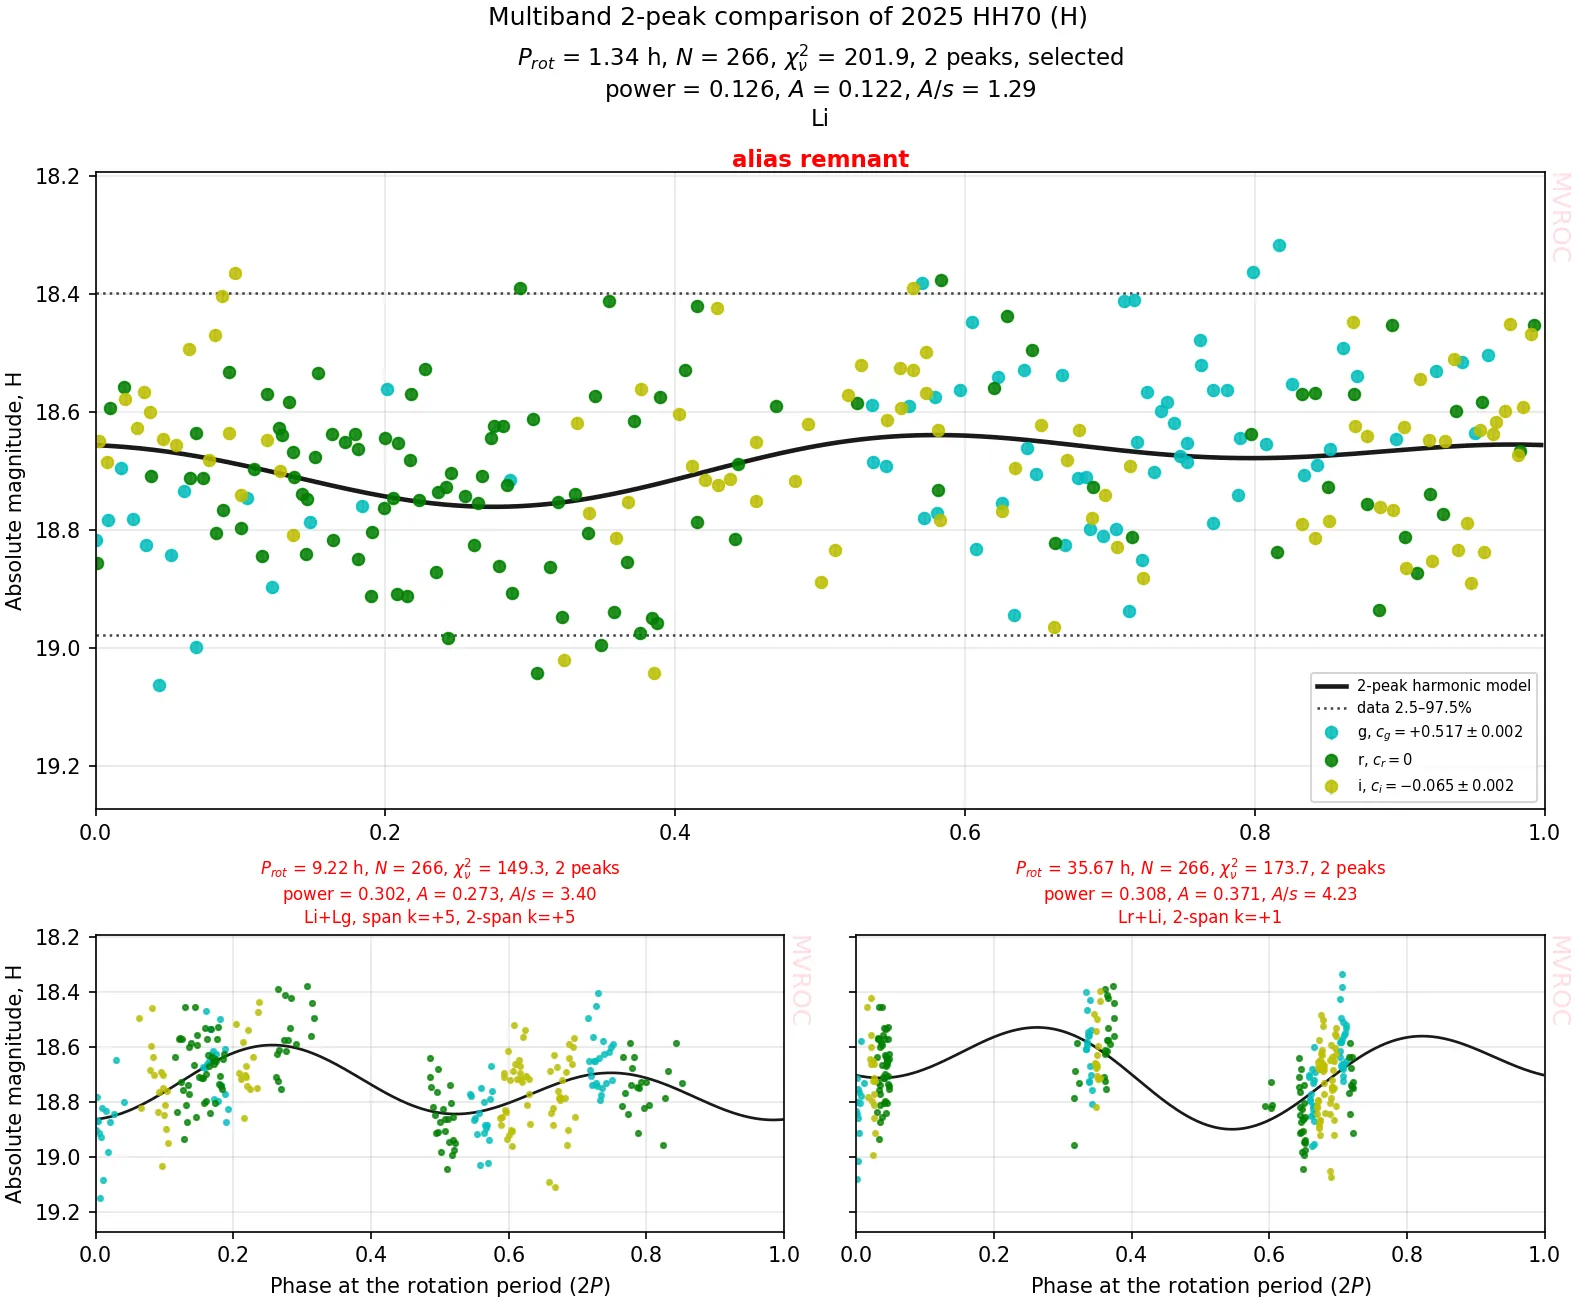 Multiband 2-peak comparison of 2025 HH70 (H)
P_rot = 1.34 h, N = 266, χ²_ν = 201.9, 2 peaks, selected
power = 0.126, A = 0.122, A/s = 1.29
Li
alias remnant
MVROC
Absolute magnitude, H
18.2
18.4
18.6
18.8
19.0
19.2
2-peak harmonic model
data 2.5–97.5%
g, c_g = +0.517 ± 0.002
r, c_r = 0
i, c_i = −0.065 ± 0.002
0.0 0.2 0.4 0.6 0.8 1.0
P_rot = 9.22 h, N = 266, χ²_ν = 149.3, 2 peaks
power = 0.302, A = 0.273, A/s = 3.40
Li+Lg, span k=+5, 2-span k=+5
MVROC
Absolute magnitude, H
18.2
18.4
18.6
18.8
19.0
19.2
0.0 0.2 0.4 0.6 0.8 1.0
Phase at the rotation period (2P)
P_rot = 35.67 h, N = 266, χ²_ν = 173.7, 2 peaks
power = 0.308, A = 0.371, A/s = 4.23
Lr+Li, 2-span k=+1
MVROC
0.0 0.2 0.4 0.6 0.8 1.0
Phase at the rotation period (2P)